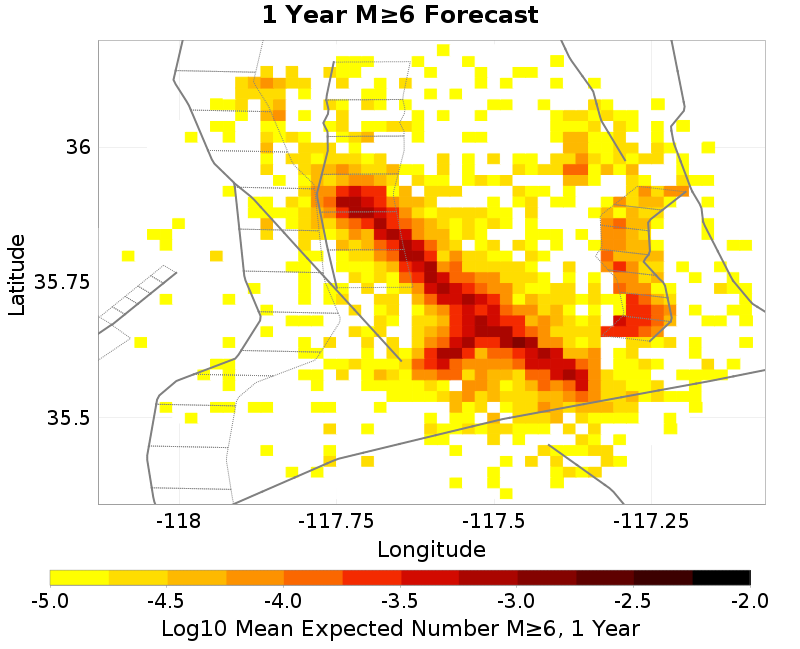 1 Year M≥6 Forecast
36
35.75
35.5
Latitude
-118 -117.75 -117.5 -117.25
Longitude
-5.0 -4.5 -4.0 -3.5 -3.0 -2.5 -2.0
Log10 Mean Expected Number M≥6, 1 Year